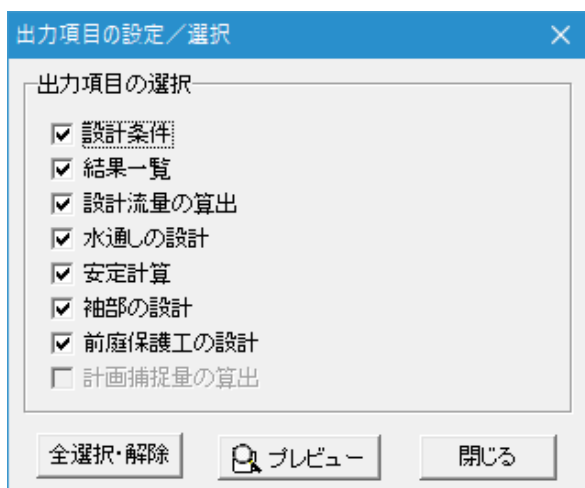 出力項目の設定／選択
出力項目の選択
設計条件
結果一覧
設計流量の算出
水通しの設計
安定計算
袖部の設計
前庭保護工の設計
計画捕捉量の算出
全選択・解除 プレビュー 閉じる